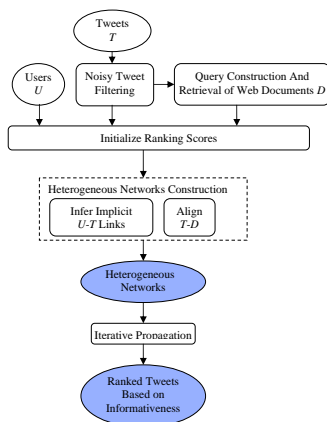 Tweets
T
Users
U
Noisy Tweet
Filtering
Query Construction And
Retrieval of Web Documents D
Initialize Ranking Scores
Heterogeneous Networks Construction
Infer Implicit
U-T Links
Align
T-D
Heterogeneous
Networks
Iterative Propagation
Ranked Tweets
Based on
Informativeness